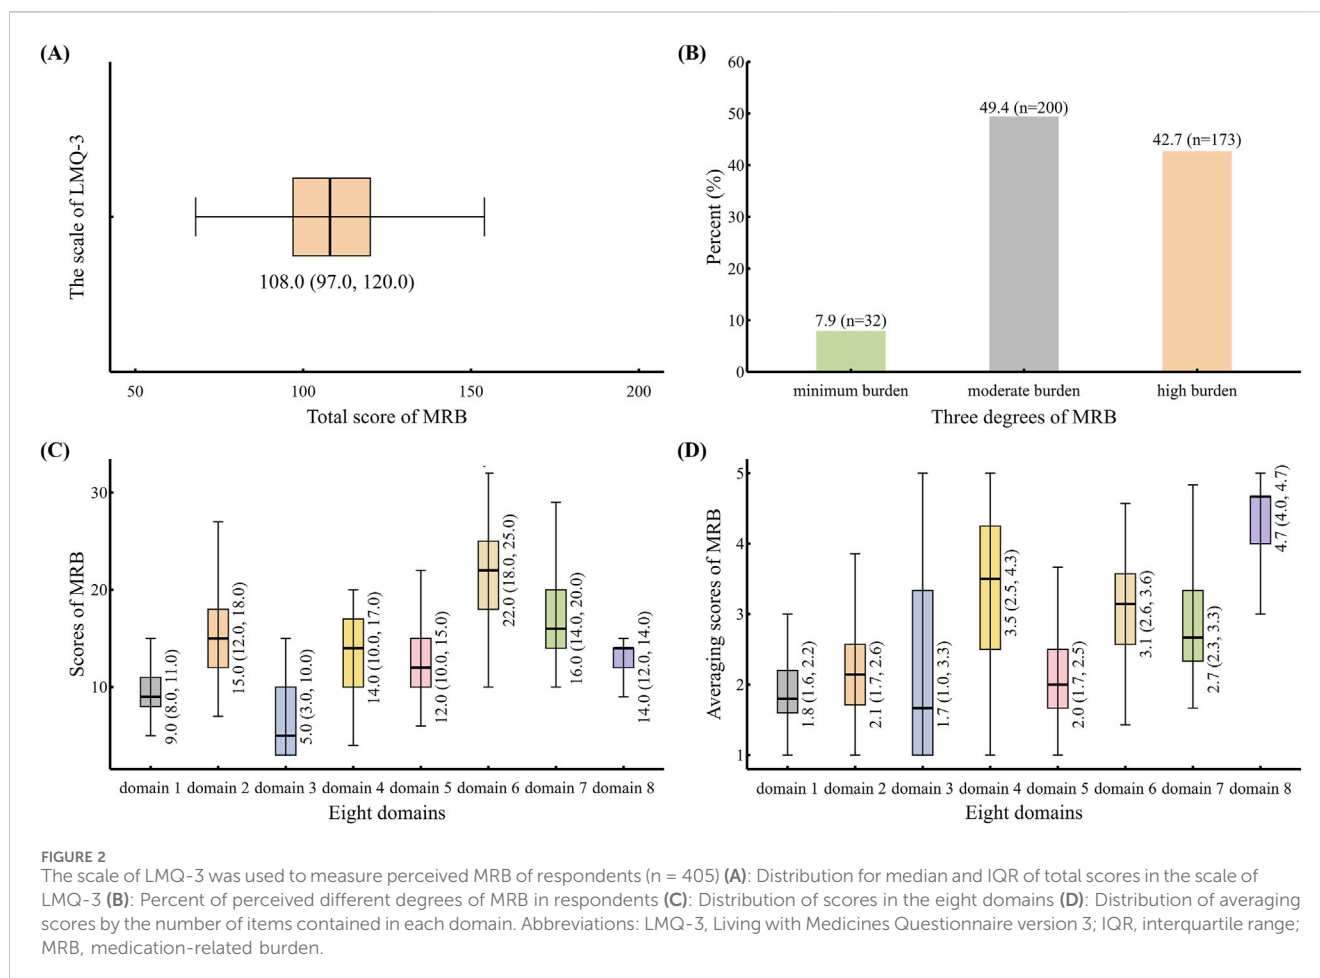 (A)
The scale of LMQ-3
108.0 (97.0, 120.0)
50 100 150 200
Total score of MRB
(B)
Percent (%)
60
50
40
30
20
10
0
7.9 (n=32)
49.4 (n=200)
42.7 (n=173)
minimum burden moderate burden high burden
Three degrees of MRB
(C)
Scores of MRB
30
20
10
9.0 (8.0, 11.0)
15.0 (12.0, 18.0)
5.0 (3.0, 10.0)
14.0 (10.0, 17.0)
12.0 (10.0, 15.0)
22.0 (18.0, 25.0)
16.0 (14.0, 20.0)
14.0 (12.0, 14.0)
domain 1 domain 2 domain 3 domain 4 domain 5 domain 6 domain 7 domain 8
Eight domains
(D)
Averaging scores of MRB
5
4
3
2
1
1.8 (1.6, 2.2)
2.1 (1.7, 2.6)
1.7 (1.0, 3.3)
3.5 (2.5, 4.3)
2.0 (1.7, 2.5)
3.1 (2.6, 3.6)
2.7 (2.3, 3.3)
4.7 (4.0, 4.7)
domain 1 domain 2 domain 3 domain 4 domain 5 domain 6 domain 7 domain 8
Eight domains
FIGURE 2
The scale of LMQ-3 was used to measure perceived MRB of respondents (n = 405) (A): Distribution for median and IQR of total scores in the scale of
LMQ-3 (B): Percent of perceived different degrees of MRB in respondents (C): Distribution of scores in the eight domains (D): Distribution of averaging
scores by the number of items contained in each domain. Abbreviations: LMQ-3, Living with Medicines Questionnaire version 3; IQR, interquartile range;
MRB, medication-related burden.